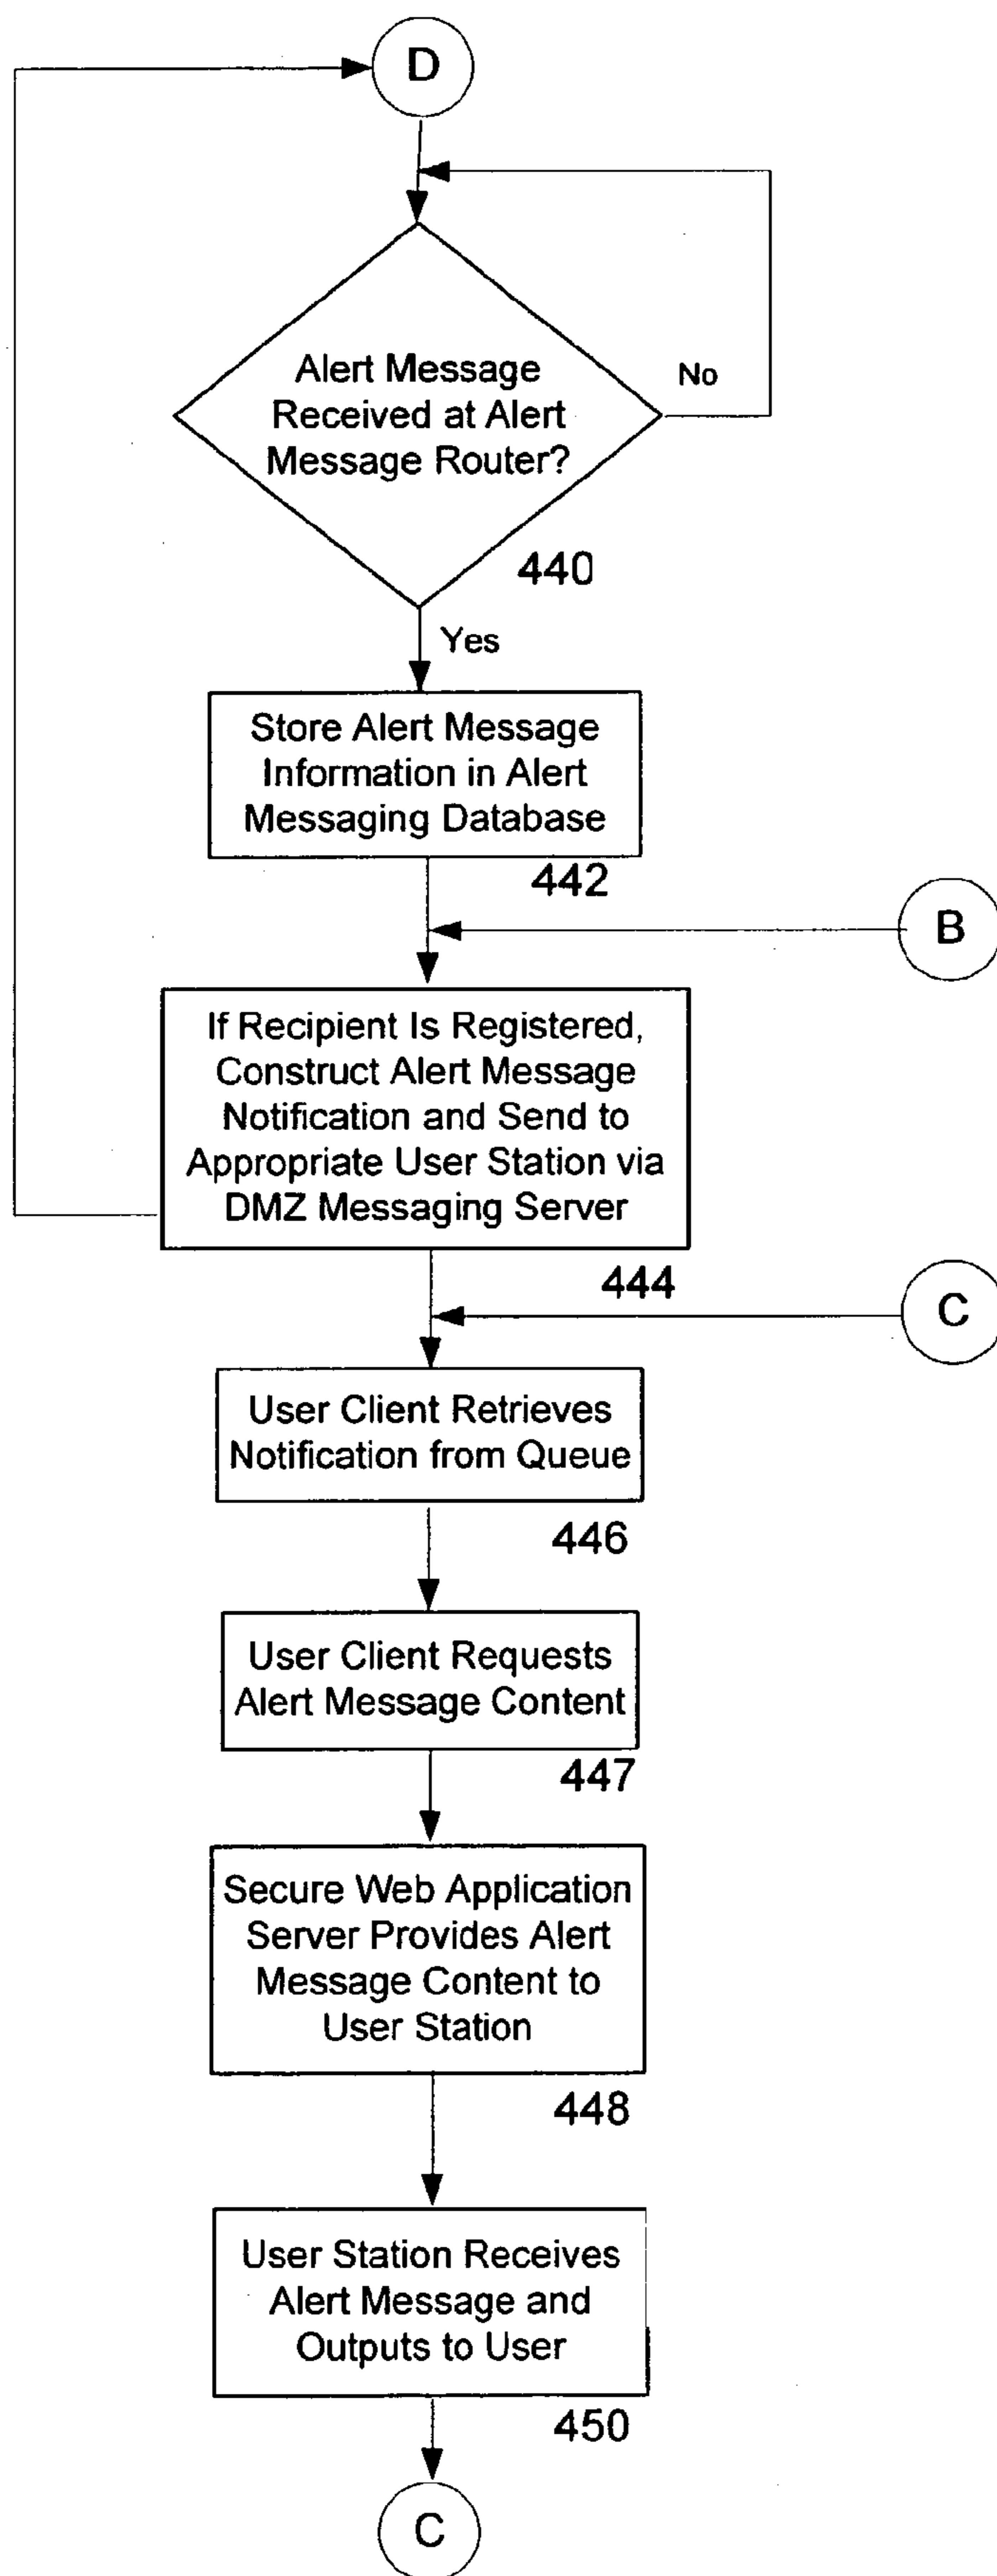 D
Alert Message
Received at Alert
Message Router?
No
440
Yes
Store Alert Message
Information in Alert
Messaging Database
442
B
If Recipient Is Registered,
Construct Alert Message
Notification and Send to
Appropriate User Station via
DMZ Messaging Server
444
C
User Client Retrieves
Notification from Queue
446
User Client Requests
Alert Message Content
447
Secure Web Application
Server Provides Alert
Message Content to
User Station
448
User Station Receives
Alert Message and
Outputs to User
450
C